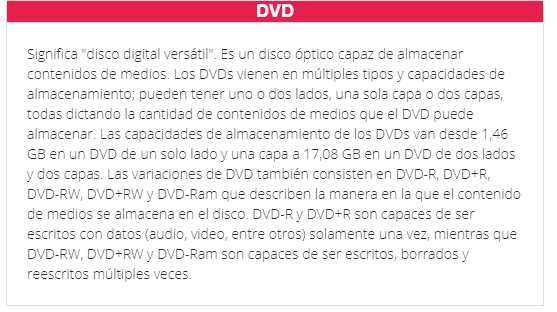 DVD
Significa "disco digital versátil". Es un disco óptico capaz de almacenar
contenidos de medios. Los DVDs vienen en múltiples tipos y capacidades de
almacenamiento; pueden tener uno o dos lados, una sola capa o dos capas,
todas dictando la cantidad de contenidos de medios que el DVD puede
almacenar. Las capacidades de almacenamiento de los DVDs van desde 1,46
GB en un DVD de un solo lado y una capa a 17,08 GB en un DVD de dos lados
y dos capas. Las variaciones de DVD también consisten en DVD-R, DVD+R,
DVD-RW, DVD+RW y DVD-Ram que describen la manera en la que el contenido
de medios se almacena en el disco. DVD-R y DVD+R son capaces de ser
escritos con datos (audio, video, entre otros) solamente una vez, mientras que
DVD-RW, DVD+RW y DVD-Ram son capaces de ser escritos, borrados y
reescritos múltiples veces.